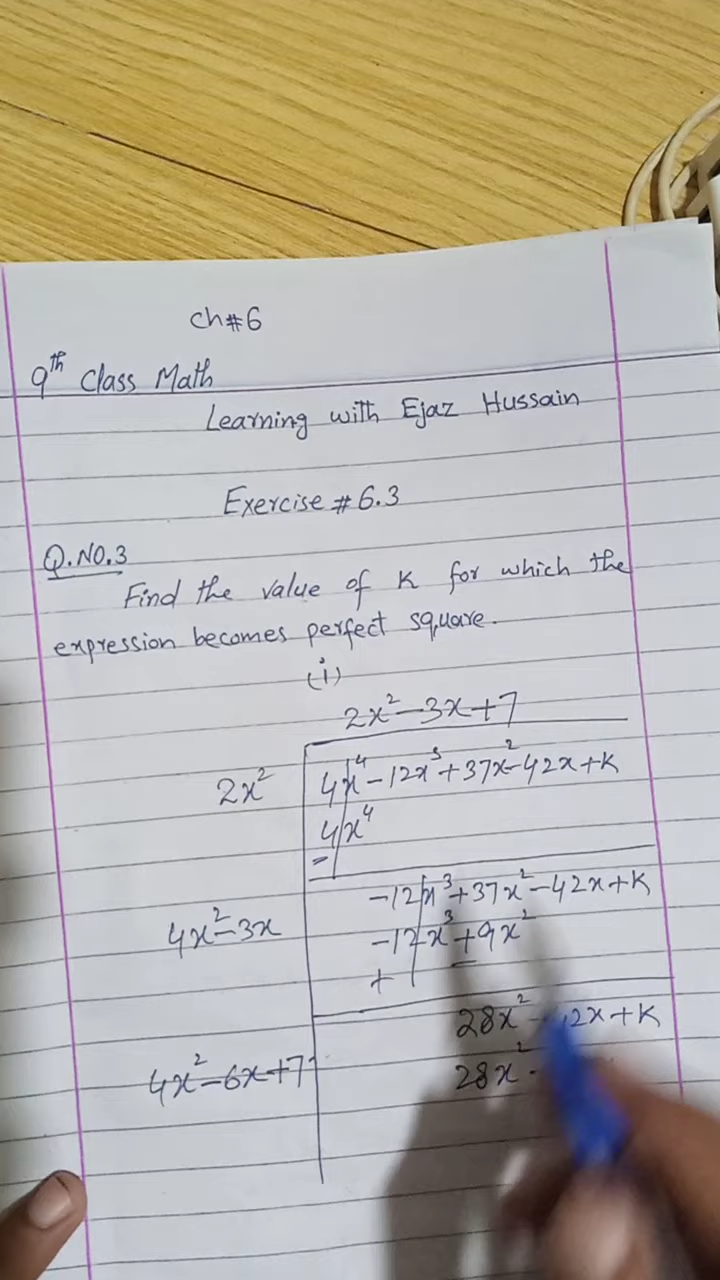 Ch#6
9th Class Math
Learning with Ejaz Hussain
Exercise # 6.3
Q.NO.3
Find the value of K for which the
expression becomes perfect square.
(i)
2x²-3x+7
2x² 4x⁴-12x³+37x²-42x+K
4x⁴
-
-12x³+37x²-42x+K
4x²-3x -12x³+9x²
+ -
28x²-42x+K
4x²-6x+7 28x²-